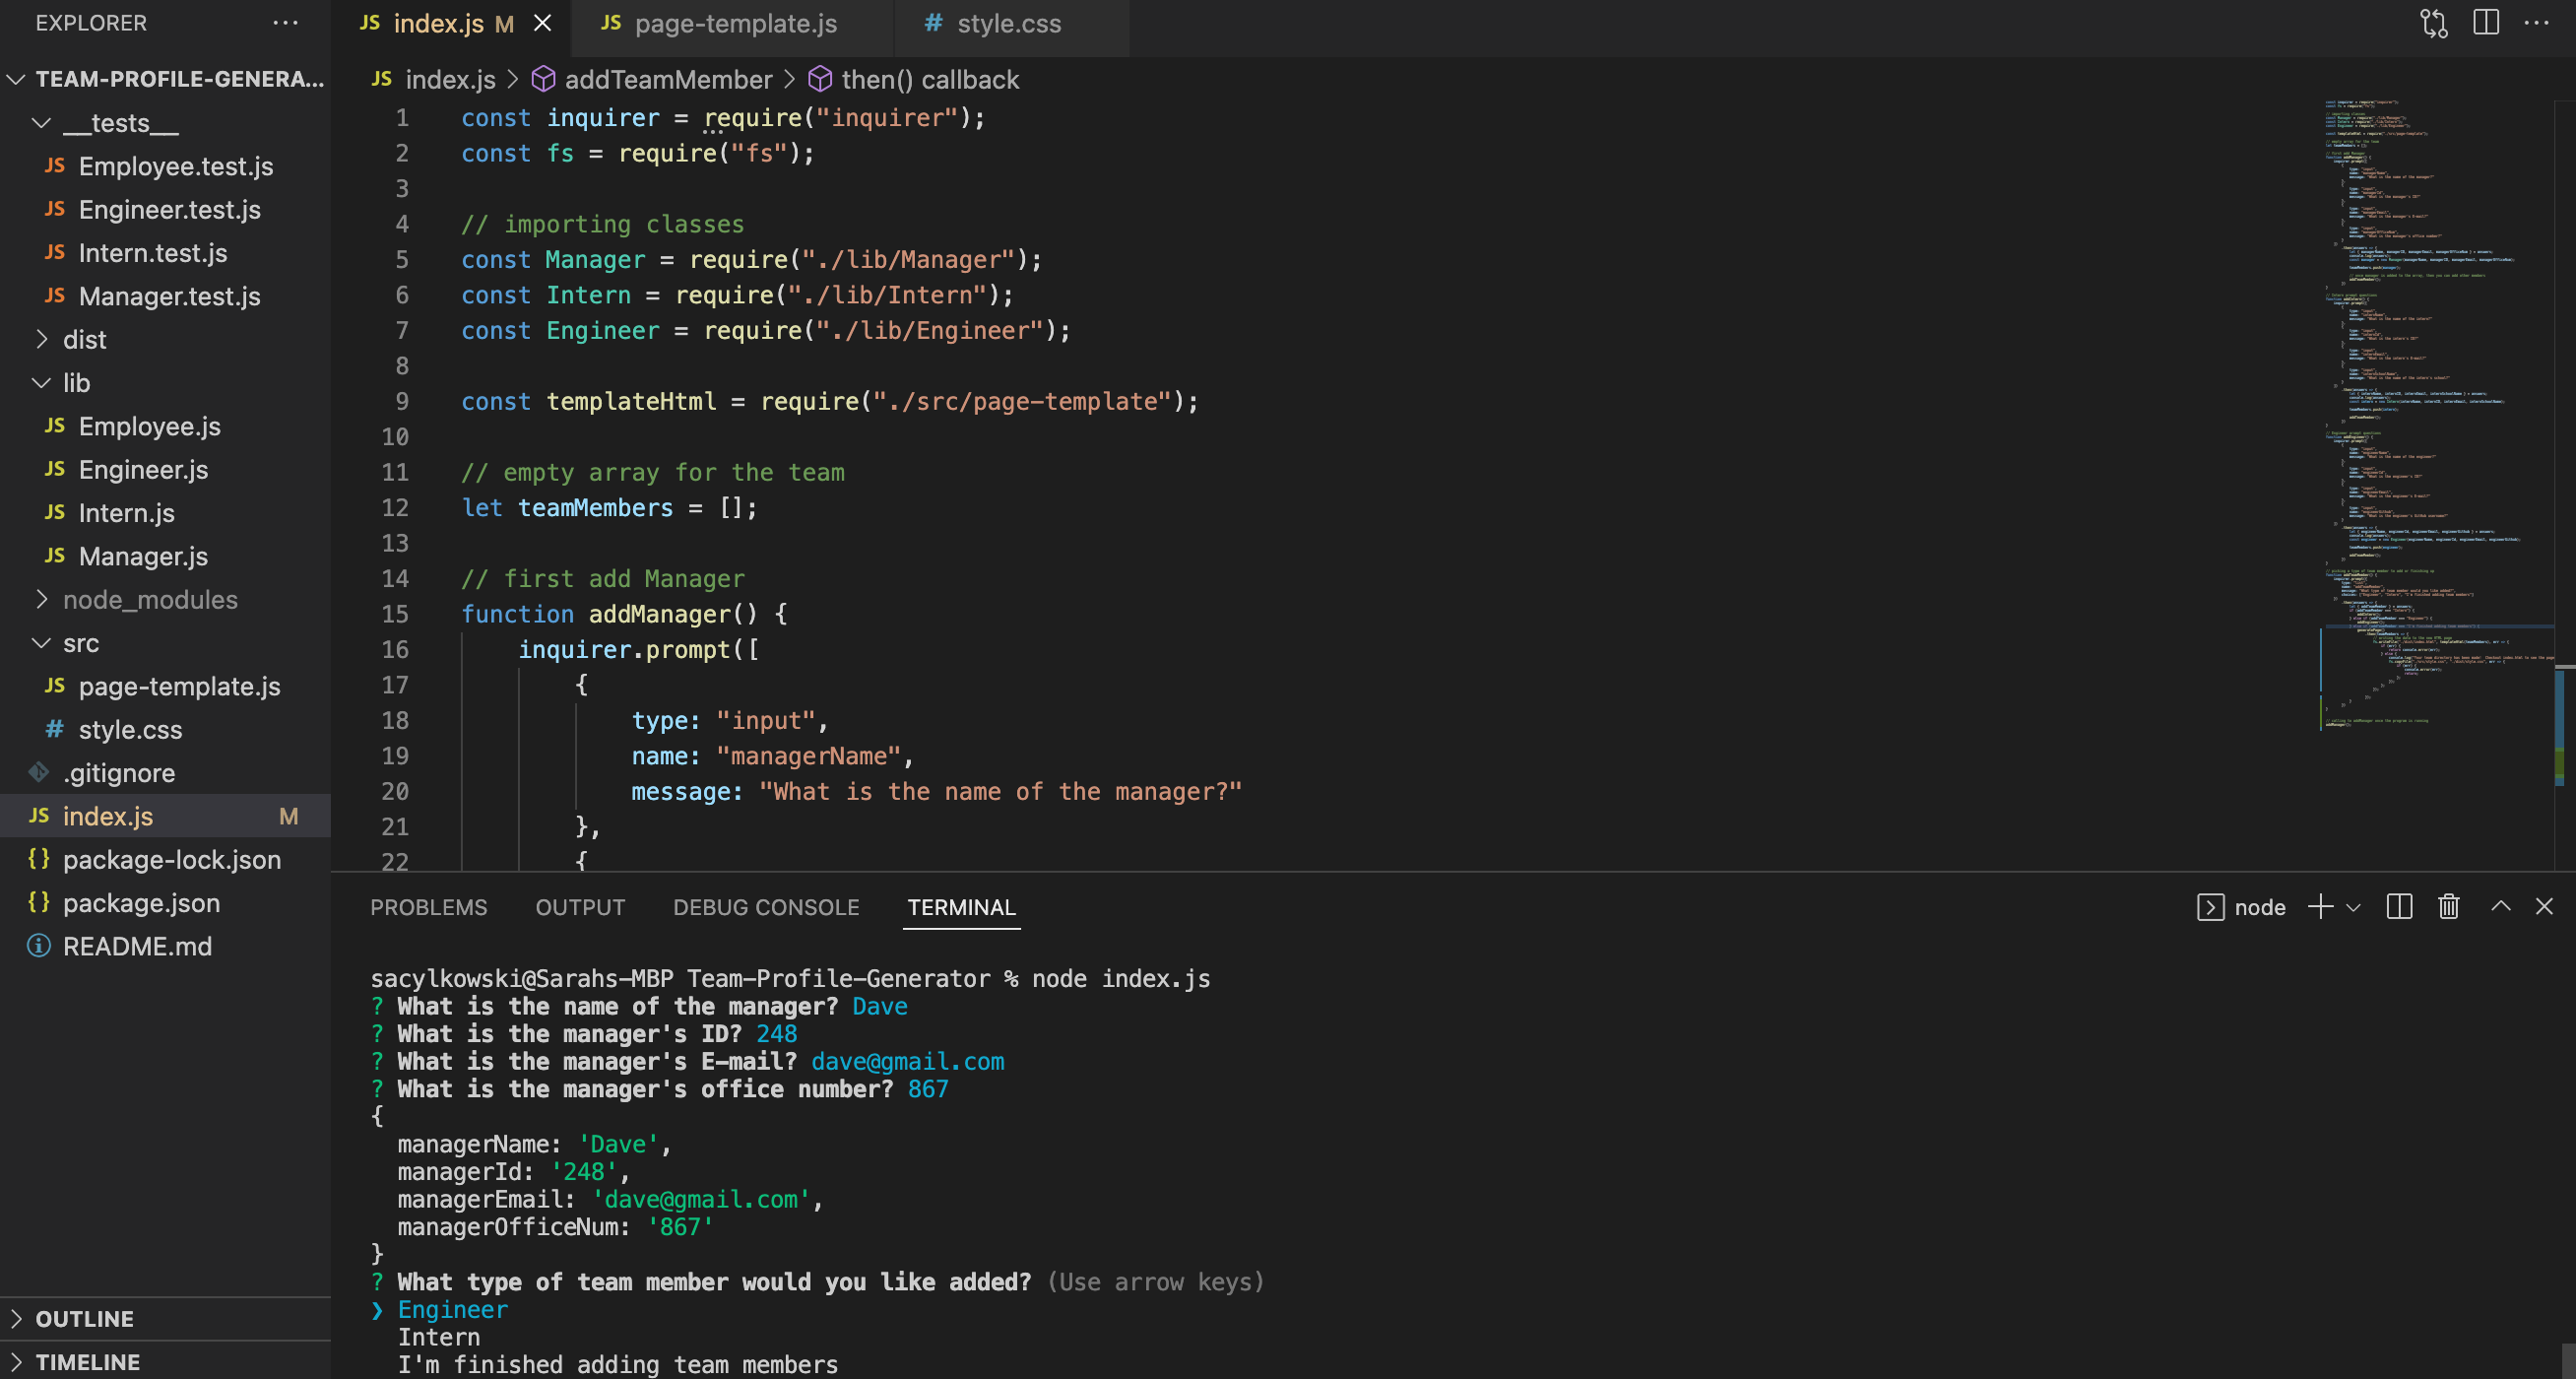 EXPLORER
TEAM-PROFILE-GENERA...
__tests__
JS Employee.test.js
JS Engineer.test.js
JS Intern.test.js
JS Manager.test.js
dist
lib
JS Employee.js
JS Engineer.js
JS Intern.js
JS Manager.js
node_modules
src
JS page-template.js
# style.css
.gitignore
JS index.js M
{} package-lock.json
{} package.json
README.md
OUTLINE
TIMELINE
JS index.js M
JS page-template.js
# style.css
JS index.js > addTeamMember > then() callback
1 const inquirer = require("inquirer");
2 const fs = require("fs");
3
4 // importing classes
5 const Manager = require("./lib/Manager");
6 const Intern = require("./lib/Intern");
7 const Engineer = require("./lib/Engineer");
8
9 const templateHtml = require("./src/page-template");
10
11 // empty array for the team
12 let teamMembers = [];
13
14 // first add Manager
15 function addManager() {
16 inquirer.prompt([
17 {
18 type: "input",
19 name: "managerName",
20 message: "What is the name of the manager?"
21 },
22 {
PROBLEMS OUTPUT DEBUG CONSOLE TERMINAL
node
sacylkowski@Sarahs-MBP Team-Profile-Generator % node index.js
? What is the name of the manager? Dave
? What is the manager's ID? 248
? What is the manager's E-mail? dave@gmail.com
? What is the manager's office number? 867
{
managerName: 'Dave',
managerId: '248',
managerEmail: 'dave@gmail.com',
managerOfficeNum: '867'
}
? What type of team member would you like added? (Use arrow keys)
❯ Engineer
Intern
I'm finished adding team members